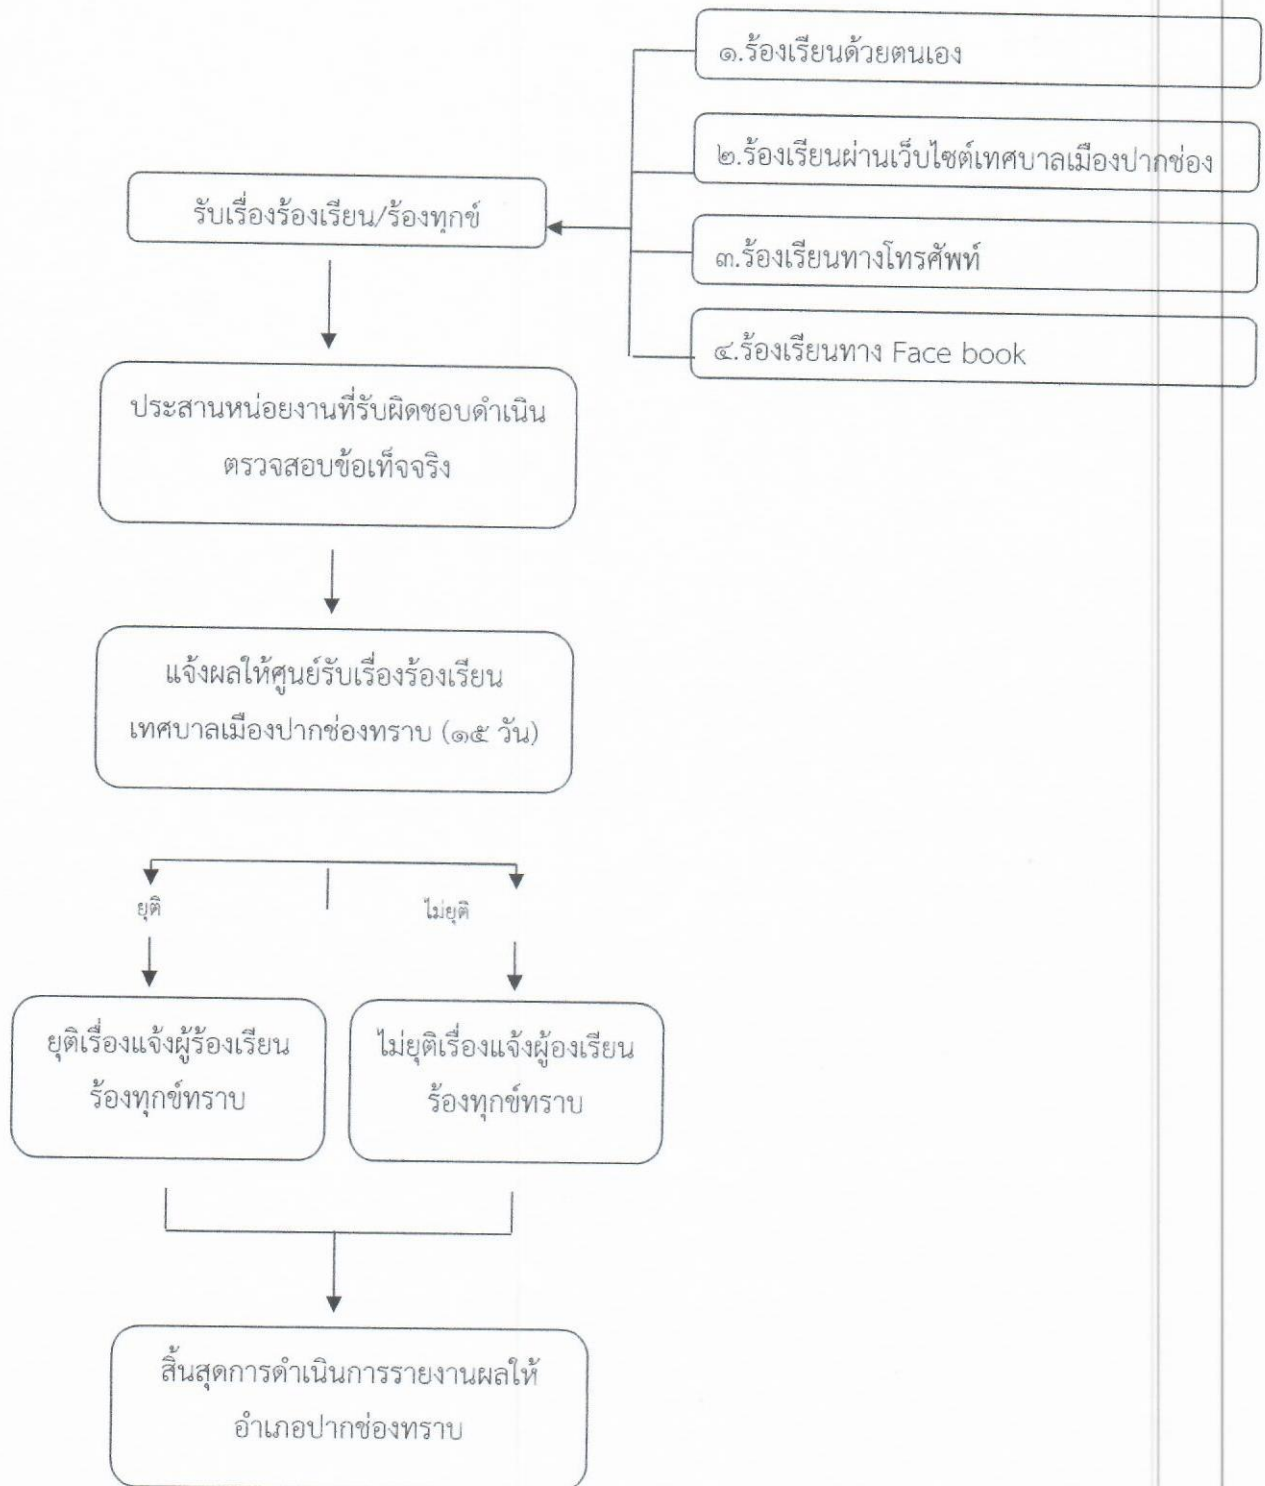 ๑.ร้องเรียนด้วยตนเอง
๒.ร้องเรียนผ่านเว็บไซต์เทศบาลเมืองปากช่อง
รับเรื่องร้องเรียน/ร้องทุกข์
๓.ร้องเรียนทางโทรศัพท์
๔.ร้องเรียนทาง Face book
ประสานหน่อยงานที่รับผิดชอบดำเนิน
ตรวจสอบข้อเท็จจริง
แจ้งผลให้ศูนย์รับเรื่องร้องเรียน
เทศบาลเมืองปากช่องทราบ (๑๕ วัน)
ยุติ
ไม่ยุติ
ยุติเรื่องแจ้งผู้ร้องเรียน
ร้องทุกข์ทราบ
ไม่ยุติเรื่องแจ้งผู้องเรียน
ร้องทุกข์ทราบ
สิ้นสุดการดำเนินการรายงานผลให้
อำเภอปากช่องทราบ